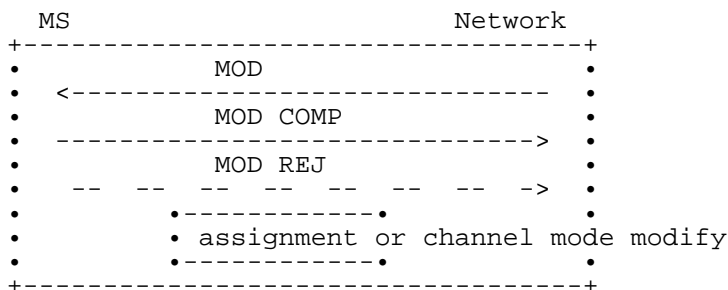 MS Network
MOD
MOD COMP
MOD REJ
assignment or channel mode modify